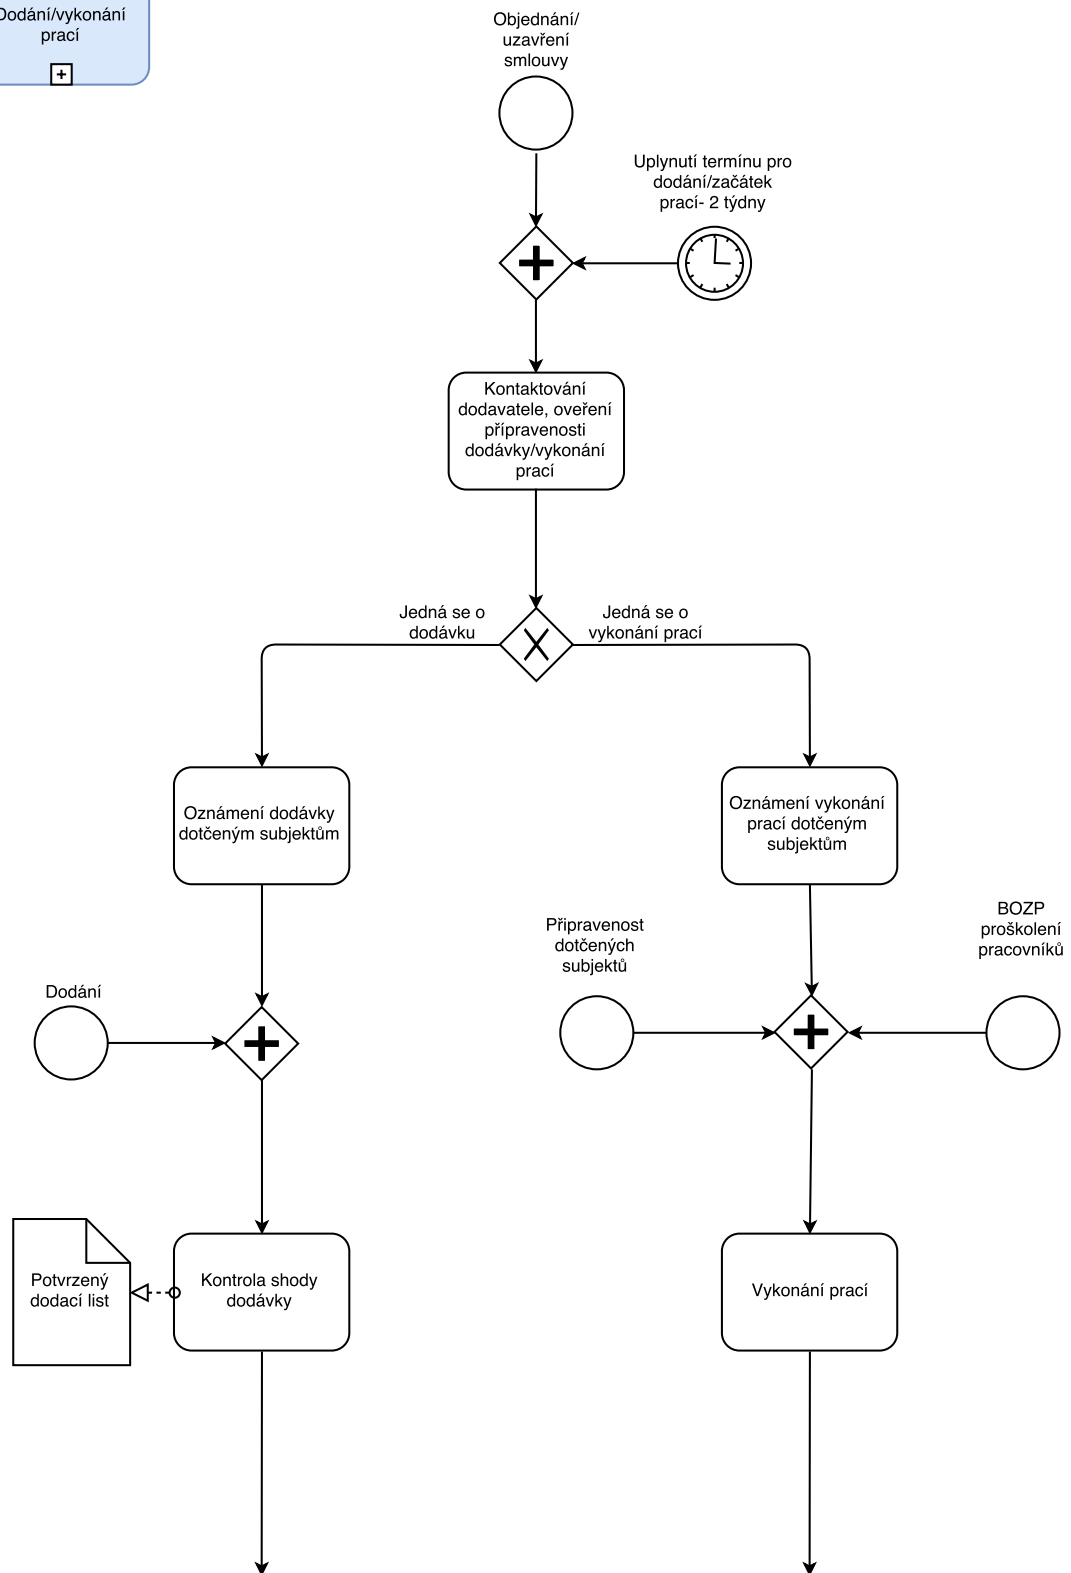 Dodání/vykonání
prací
Objednání/
uzavření
smlouvy
Uplynutí termínu pro
dodání/začátek
prací- 2 týdny
Kontaktování
dodavatele, oveření
přípravenosti
dodávky/vykonání
prací
Jedná se o
dodávku
Jedná se o
vykonání prací
Oznámení dodávky
dotčeným subjektům
Oznámení vykonání
prací dotčeným
subjektům
Připravenost
dotčených
subjektů
BOZP
proškolení
pracovníků
Dodání
Potvrzený
dodací list
Kontrola shody
dodávky
Vykonání prací